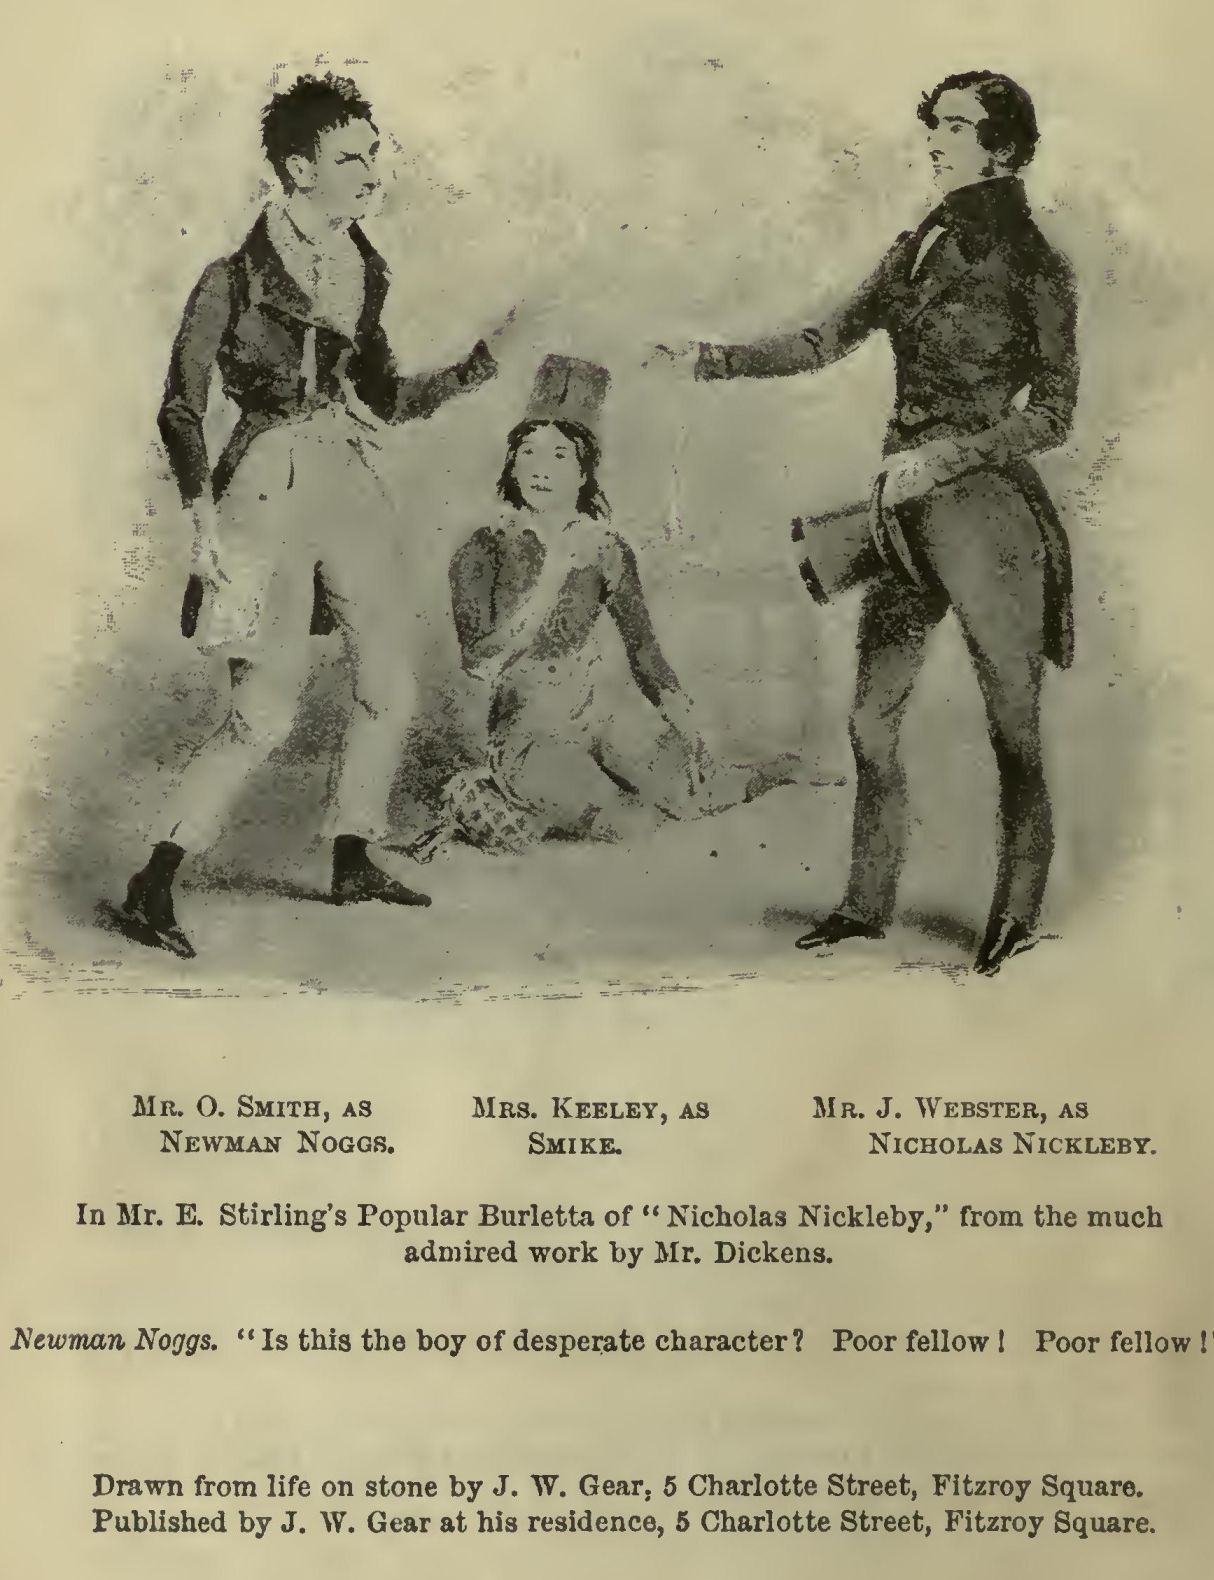 Mr. O. Smith, as Mrs. Keeley, as Mr. J. Webster, as
Newman Noggs. Smike. Nicholas Nickleby.
In Mr. E. Stirling's Popular Burletta of "Nicholas Nickleby," from the much
admired work by Mr. Dickens.
Newman Noggs. "Is this the boy of desperate character? Poor fellow! Poor fellow!"
Drawn from life on stone by J. W. Gear, 5 Charlotte Street, Fitzroy Square.
Published by J. W. Gear at his residence, 5 Charlotte Street, Fitzroy Square.